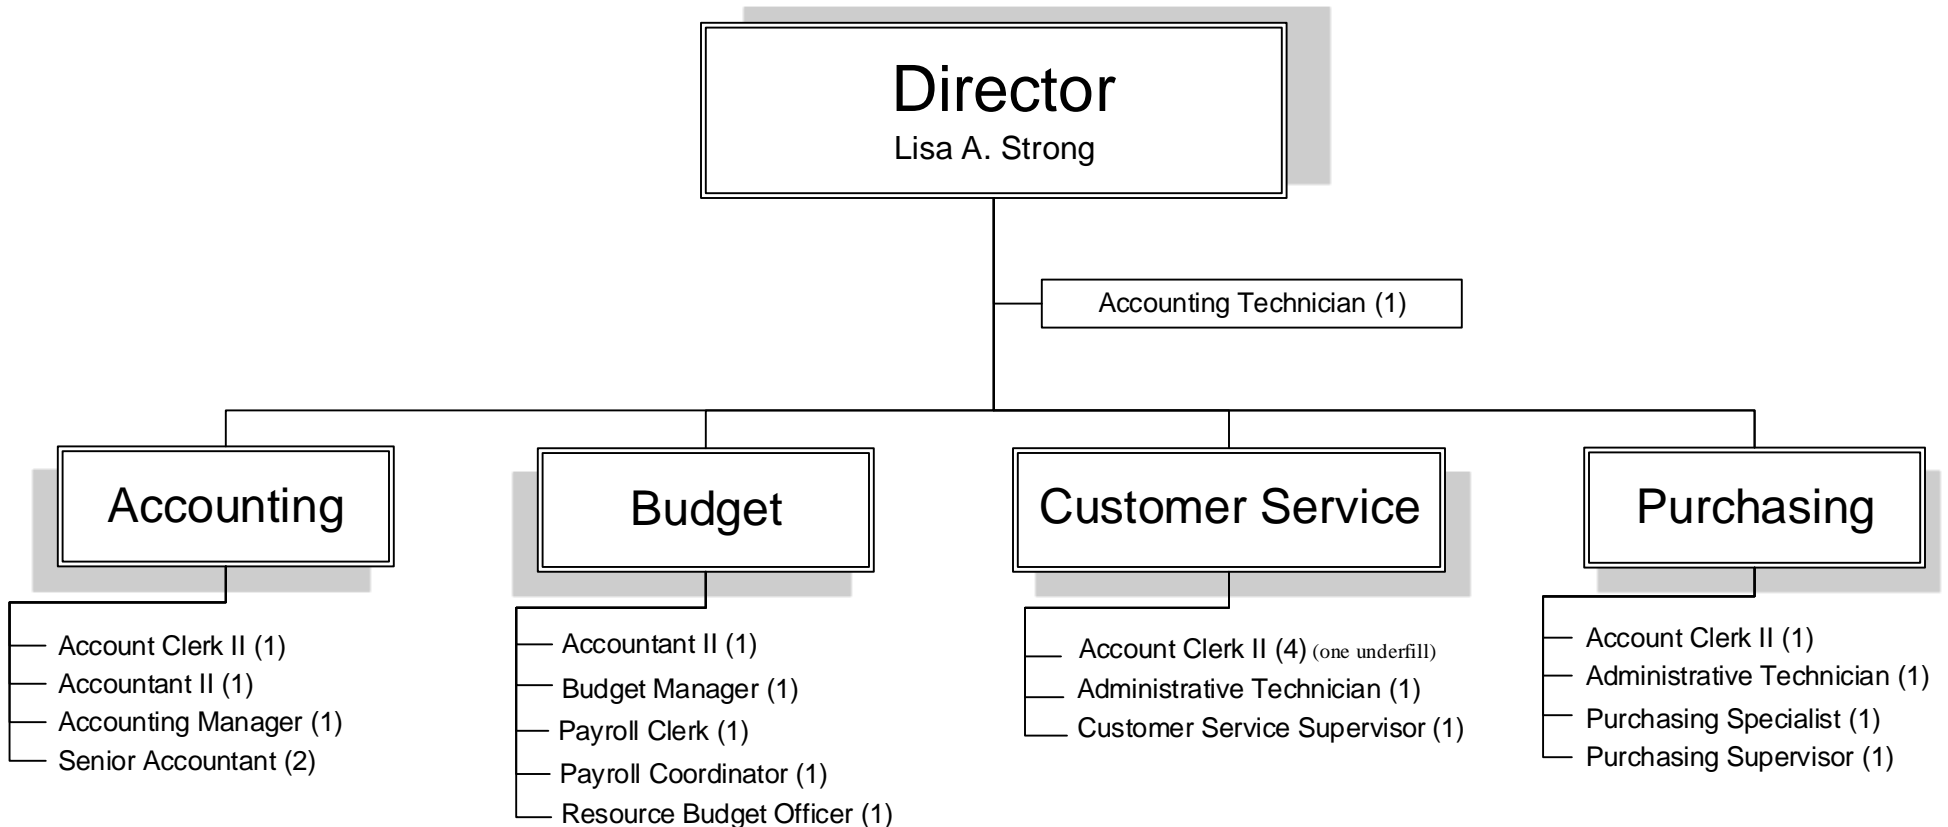 Director
Lisa A. Strong
Accounting Technician (1)
Accounting
Account Clerk II (1)
Accountant II (1)
Accounting Manager (1)
Senior Accountant (2)
Budget
Accountant II (1)
Budget Manager (1)
Payroll Clerk (1)
Payroll Coordinator (1)
Resource Budget Officer (1)
Customer Service
Account Clerk II (4) (one underfill)
Administrative Technician (1)
Customer Service Supervisor (1)
Purchasing
Account Clerk II (1)
Administrative Technician (1)
Purchasing Specialist (1)
Purchasing Supervisor (1)